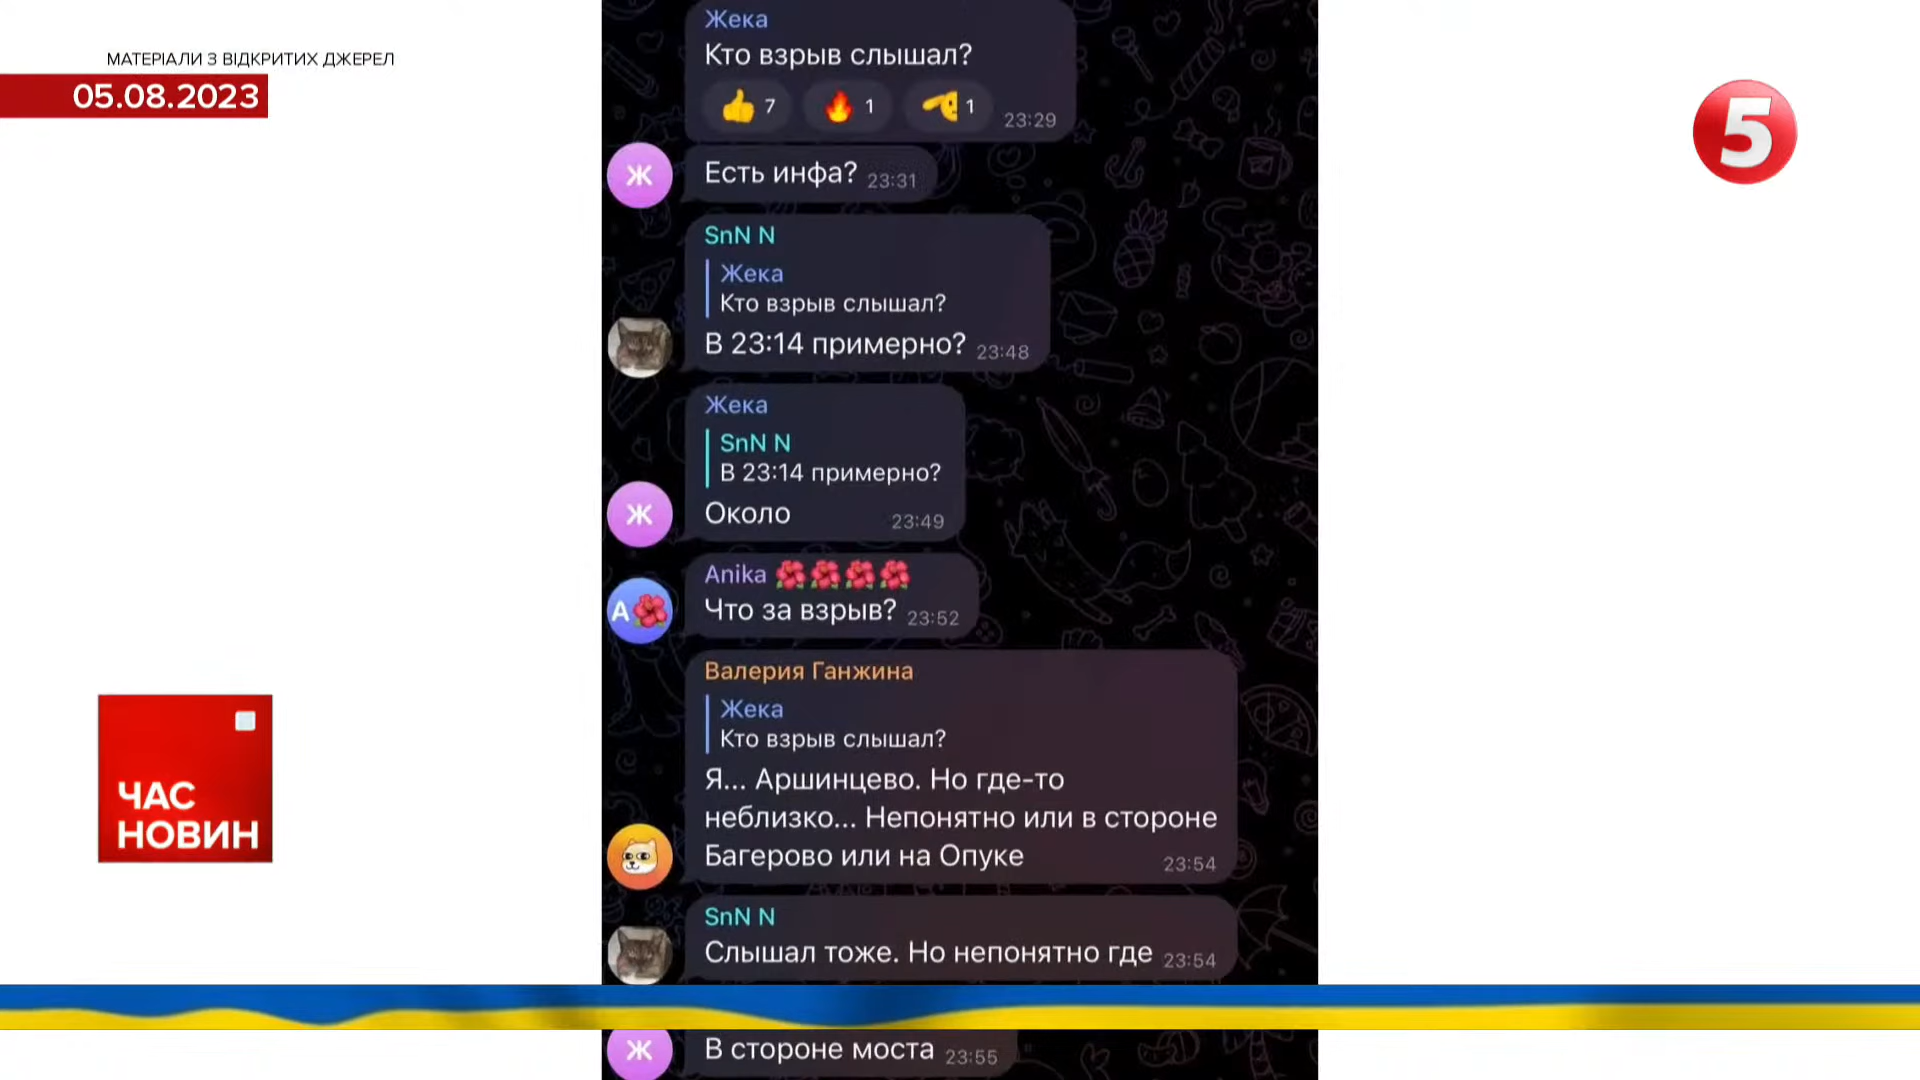 МАТЕРІАЛИ З ВІДКРИТИХ ДЖЕРЕЛ
05.08.2023
5
Жека
Кто взрыв слышал?
7 1 1 23:29
Ж
Есть инфа? 23:31
SnN N
Жека
Кто взрыв слышал?
В 23:14 примерно? 23:48
Жека
SnN N
В 23:14 примерно?
Ж
Около 23:49
Anika 🌺🌺🌺🌺
A🌺
Что за взрыв? 23:52
Валерия Ганжина
Жека
Кто взрыв слышал?
Я... Аршинцево. Но где-то
неблизко... Непонятно или в стороне
Багерово или на Опуке 23:54
SnN N
Слышал тоже. Но непонятно где 23:54
Ж
В стороне моста 23:55
ЧАС
НОВИН